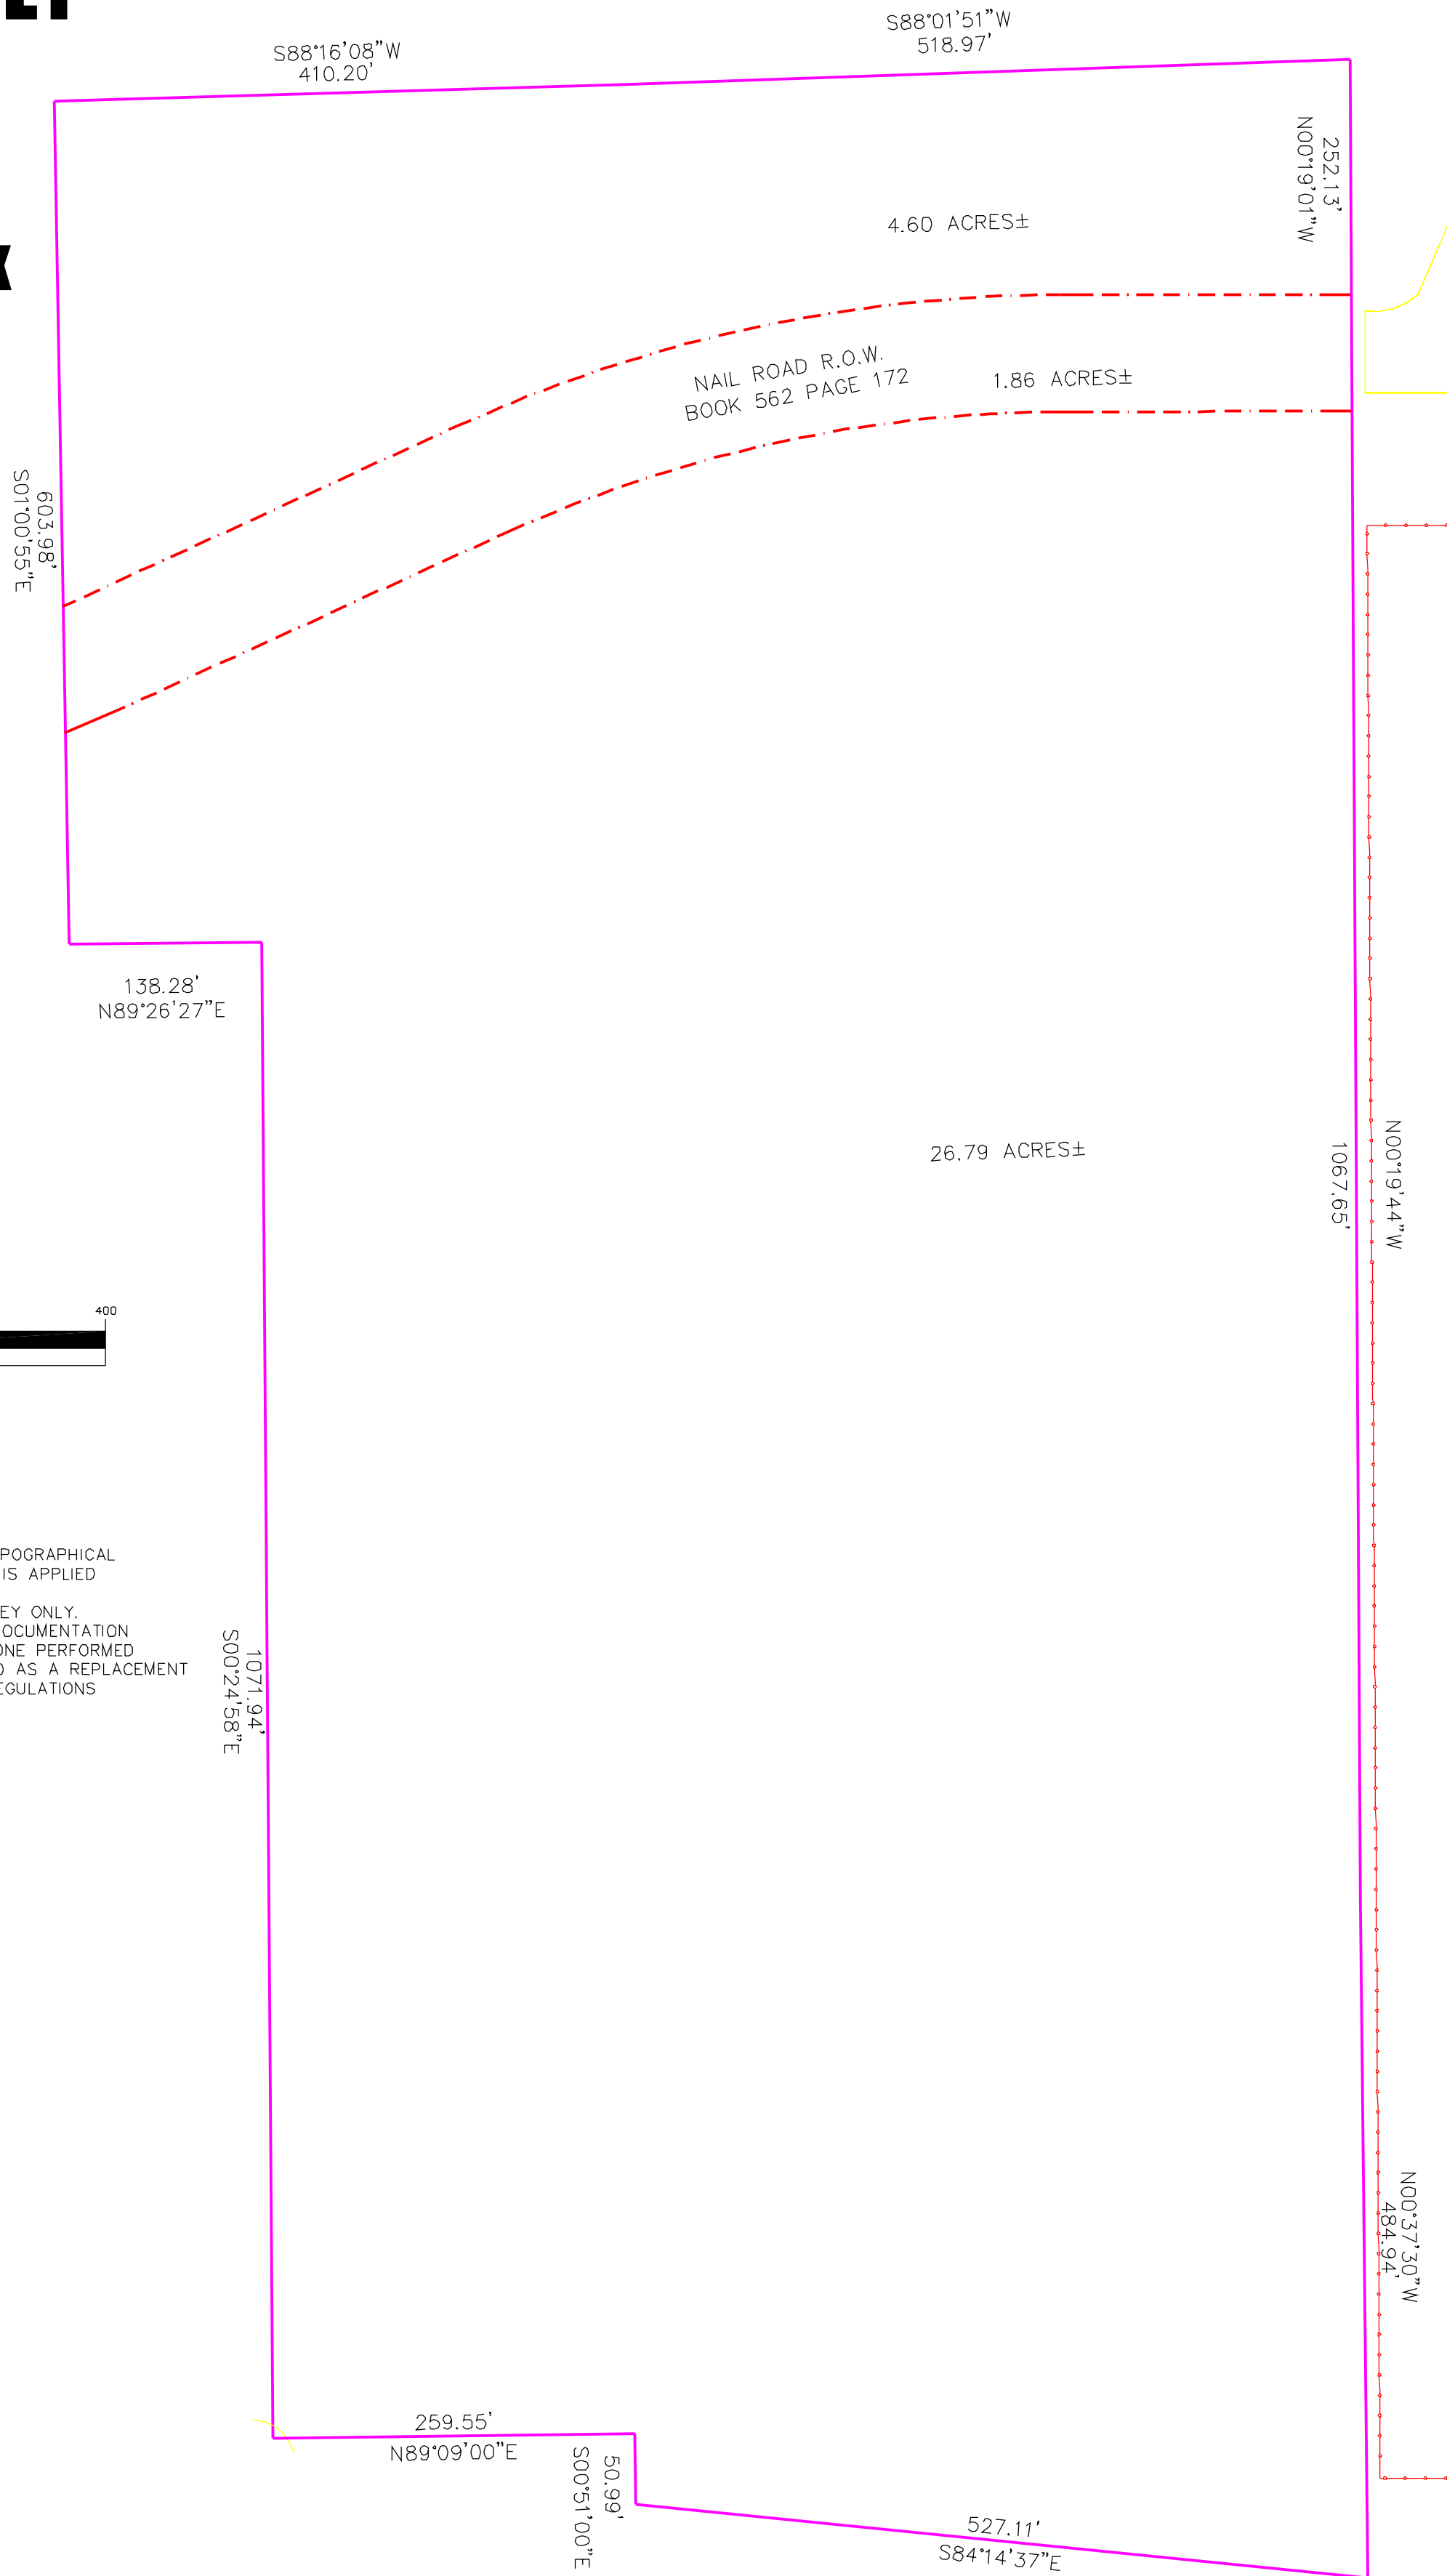 S88°16'08"W
410.20'
S88°01'51"W
518.97'
252.13'
N00°19'01"W
4.60 ACRES±
NAIL ROAD R.O.W.
BOOK 562 PAGE 172
1.86 ACRES±
603.98'
S01°00'55"E
138.28'
N89°26'27"E
26.79 ACRES±
N00°19'44"W
1067.65'
400
POGRAPHICAL
IS APPLIED
EY ONLY.
OCUMENTATION
ONE PERFORMED
AS A REPLACEMENT
EGULATIONS
1071.94'
S00°24'58"E
N00°37'30"W
484.94'
259.55'
N89°09'00"E
50.99'
S00°51'00"E
527.11'
S84°14'37"E